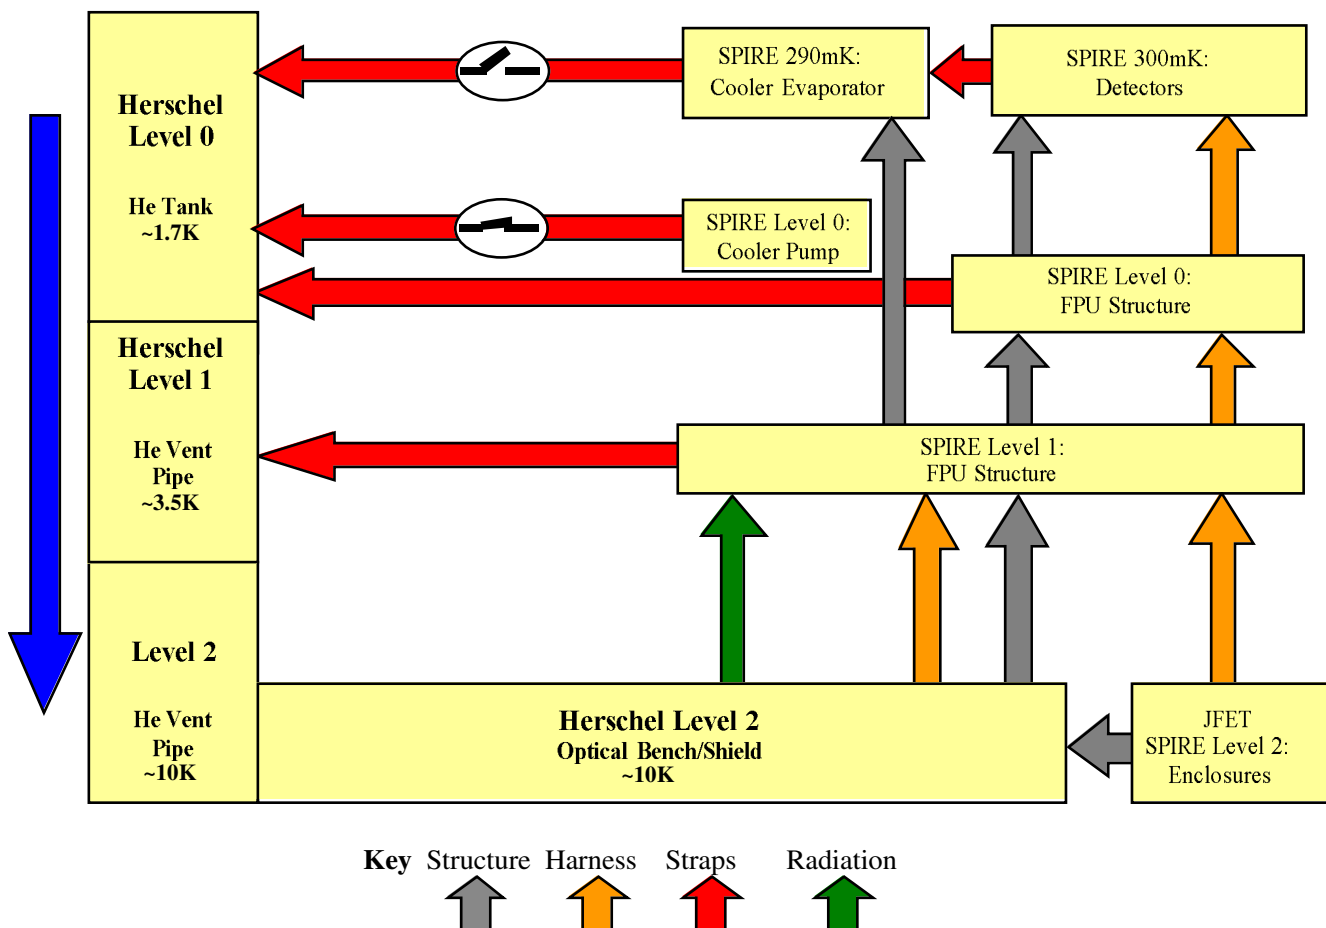 Herschel
Level 0
He Tank
~1.7K
Herschel
Level 1
He Vent
Pipe
~3.5K
Level 2
He Vent
Pipe
~10K
SPIRE 290mK:
Cooler Evaporator
SPIRE 300mK:
Detectors
SPIRE Level 0:
Cooler Pump
SPIRE Level 0:
FPU Structure
SPIRE Level 1:
FPU Structure
Herschel Level 2
Optical Bench/Shield
~10K
JFET
SPIRE Level 2:
Enclosures
Key Structure Harness Straps Radiation